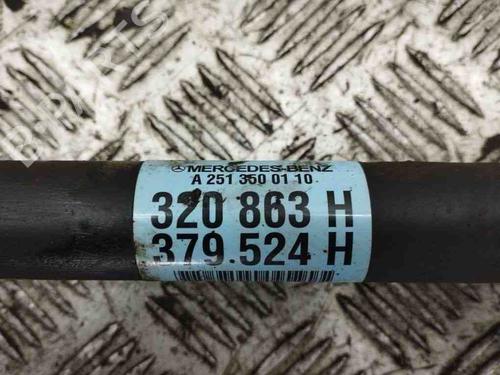 MERCEDES-BENZ
A 251 350 01 10
320 863 H
379.524 H